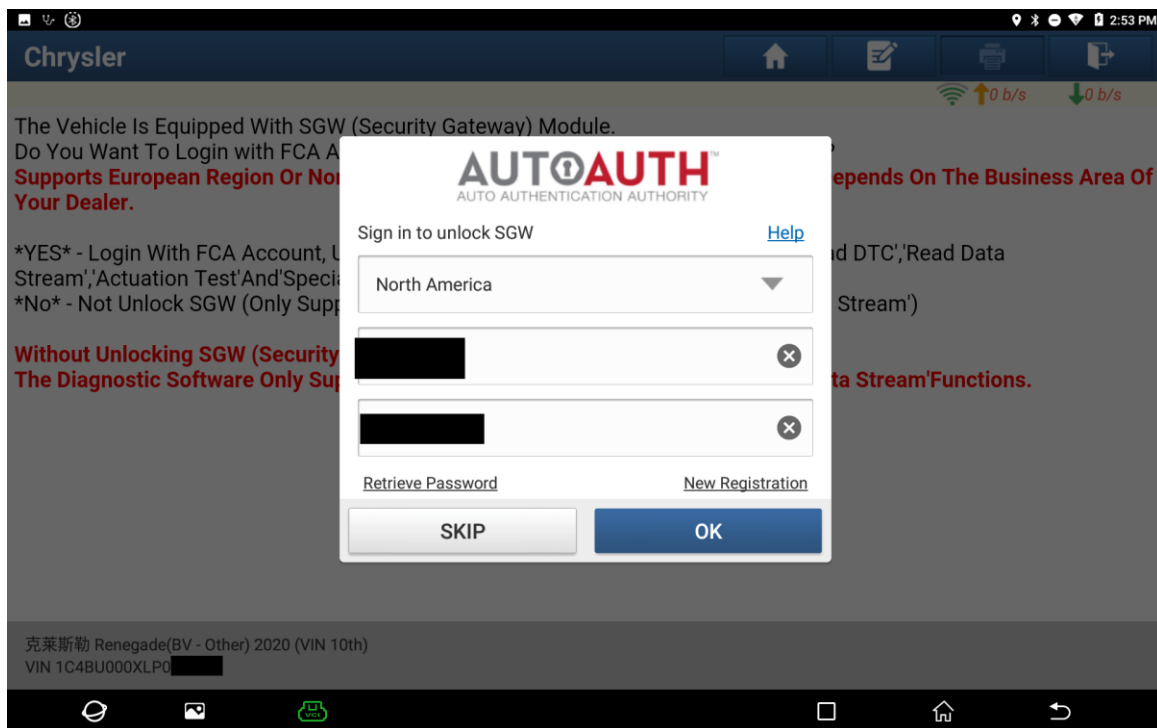 2:53 PM
Chrysler
0 b/s 0 b/s
The Vehicle Is Equipped With SGW (Security Gateway) Module.
Do You Want To Login with FCA A ?
Supports European Region Or Nor epends On The Business Area Of
Your Dealer.
*YES* - Login With FCA Account, U d DTC','Read Data
Stream','Actuation Test'And'Specia
*No* - Not Unlock SGW (Only Supp Stream')
Without Unlocking SGW (Security
The Diagnostic Software Only Sup ta Stream'Functions.
AUTOAUTH™
AUTO AUTHENTICATION AUTHORITY
Sign in to unlock SGW Help
North America
Retrieve Password New Registration
SKIP OK
克莱斯勒 Renegade(BV - Other) 2020 (VIN 10th)
VIN 1C4BU000XLP0
VCI